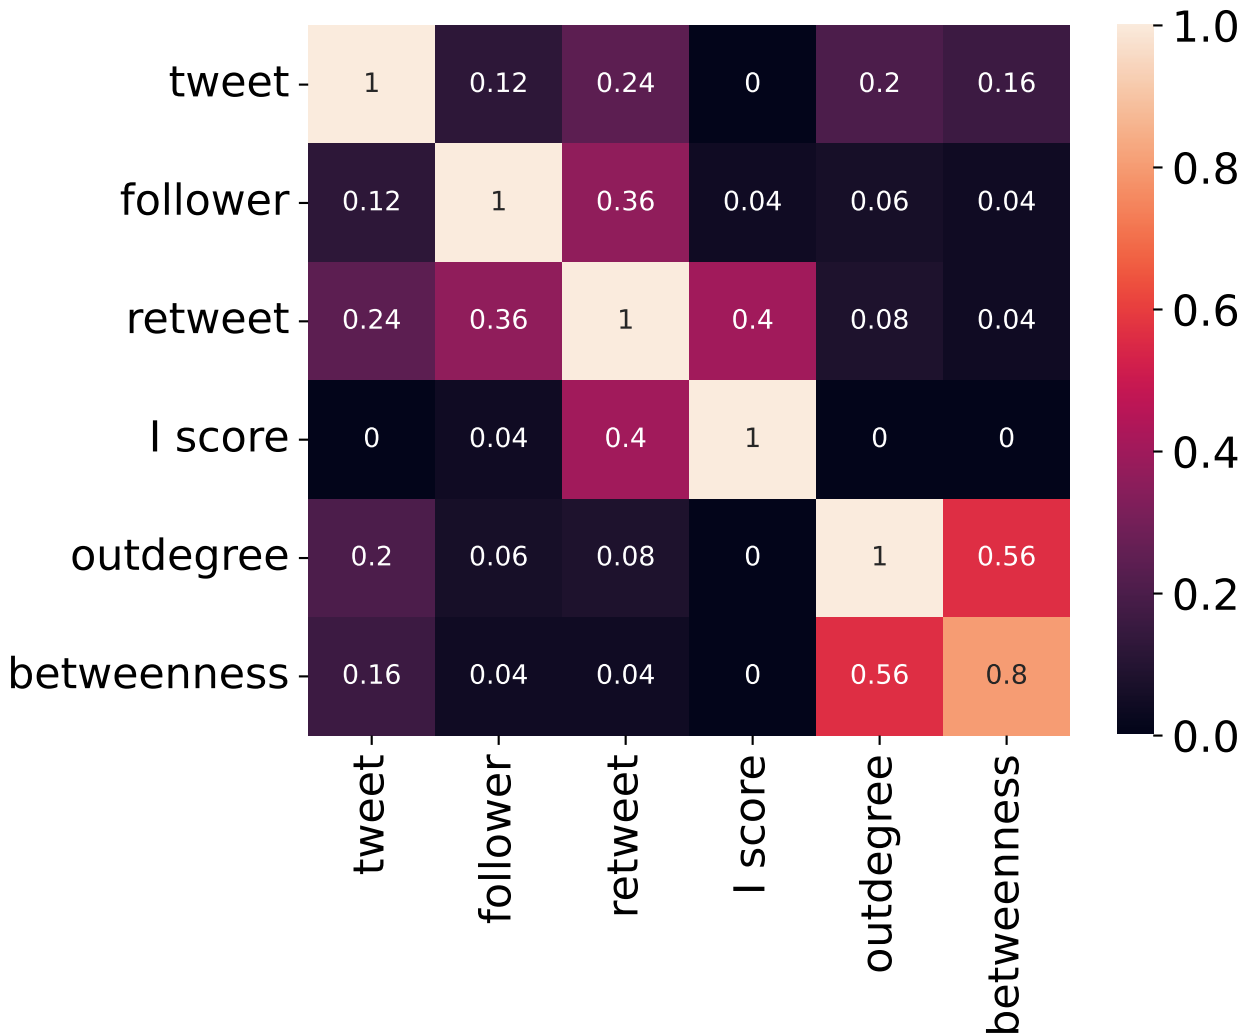 tweet 1 0.12 0.24 0 0.2 0.16
follower 0.12 1 0.36 0.04 0.06 0.04
retweet 0.24 0.36 1 0.4 0.08 0.04
I score 0 0.04 0.4 1 0 0
outdegree 0.2 0.06 0.08 0 1 0.56
betweenness 0.16 0.04 0.04 0 0.56 0.8
tweet
follower
retweet
I score
outdegree
betweenness
1.0
0.8
0.6
0.4
0.2
0.0